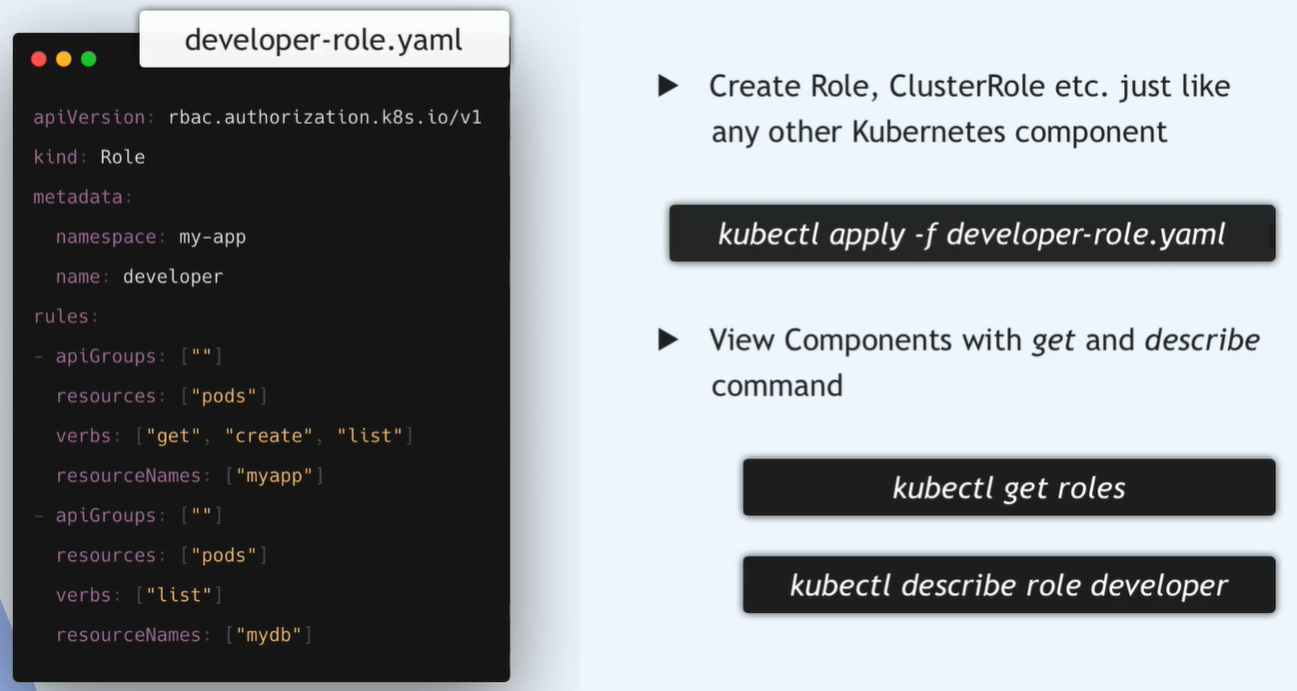 developer-role.yaml
apiVersion: rbac.authorization.k8s.io/v1
kind: Role
metadata:
  namespace: my-app
  name: developer
rules:
- apiGroups: [""]
  resources: ["pods"]
  verbs: ["get", "create", "list"]
  resourceNames: ["myapp"]
- apiGroups: [""]
  resources: ["pods"]
  verbs: ["list"]
  resourceNames: ["mydb"]
Create Role, ClusterRole etc. just like
any other Kubernetes component
kubectl apply -f developer-role.yaml
View Components with get and describe
command
kubectl get roles
kubectl describe role developer